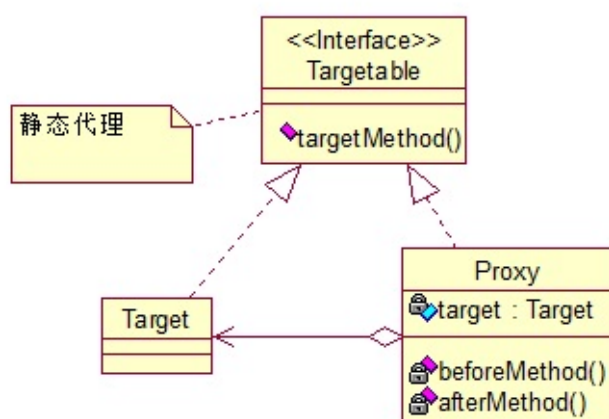 <<Interface>>
Targetable
静态代理
targetMethod()
Target
Proxy
target : Target
beforeMethod()
afterMethod()